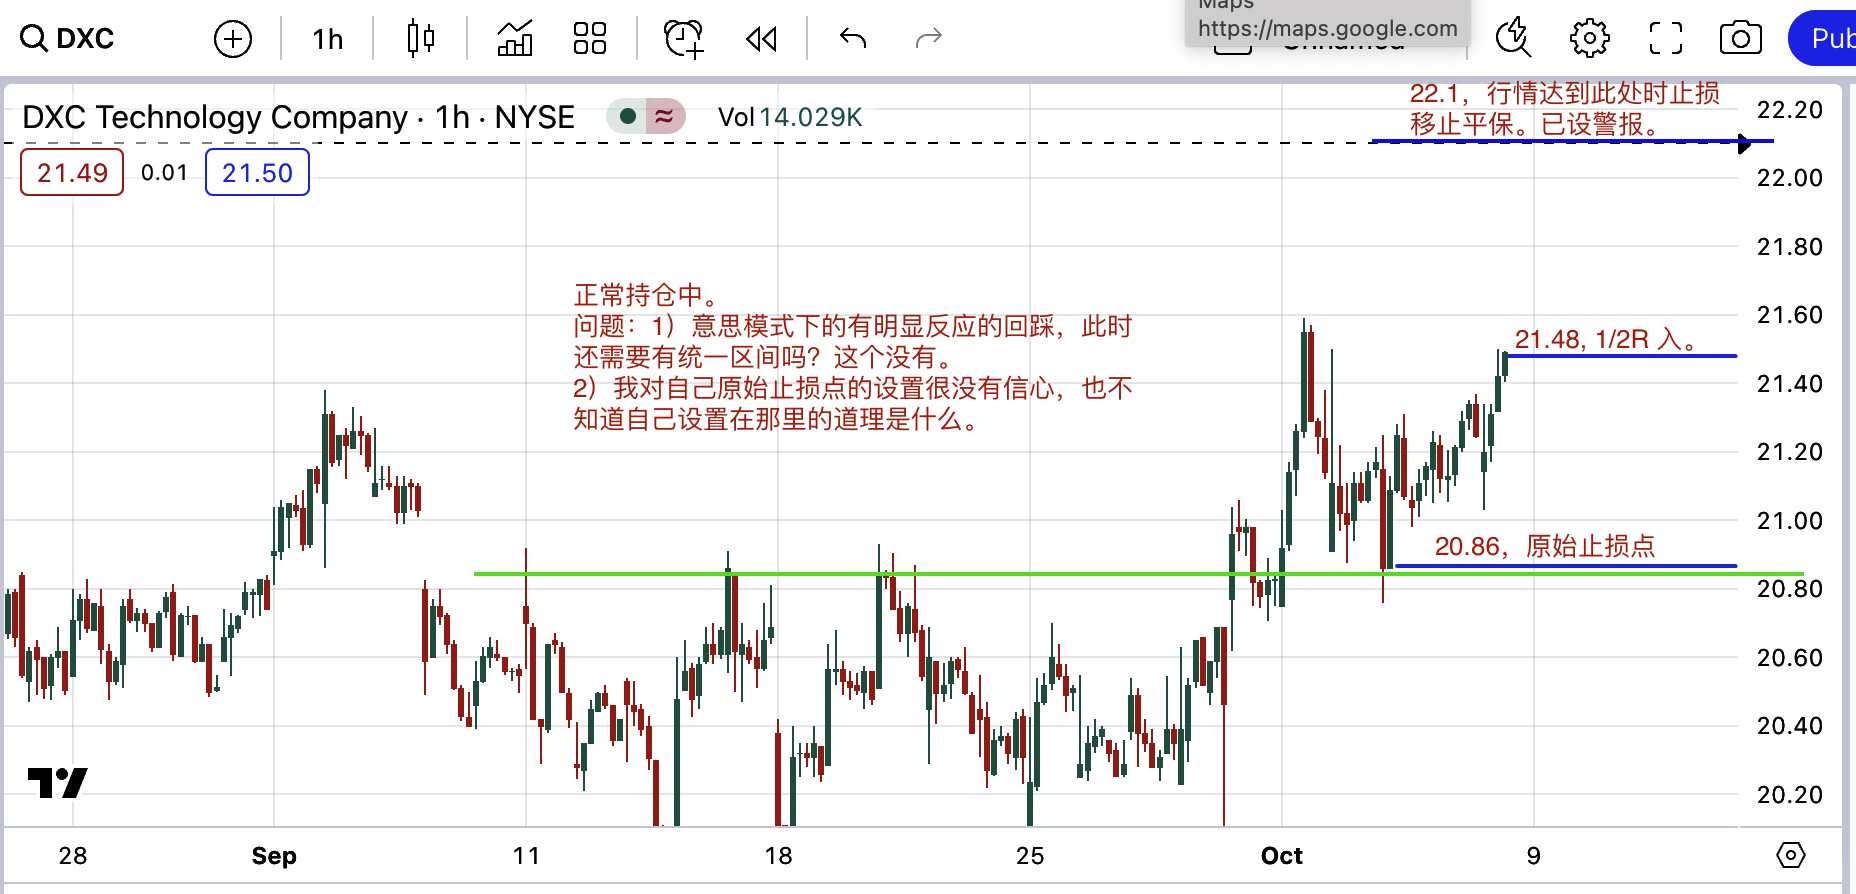 DXC
1h
Maps
https://maps.google.com
DXC Technology Company · 1h · NYSE
Vol 14.029K
21.49
0.01
21.50
22.1，行情达到此处时止损
移止平保。已设警报。
正常持仓中。
问题：1）意思模式下的有明显反应的回踩，此时
还需要有统一区间吗？这个没有。
2）我对自己原始止损点的设置很没有信心，也不
知道自己设置在那里的道理是什么。
21.48, 1/2R 入。
20.86，原始止损点
22.20
22.00
21.80
21.60
21.40
21.20
21.00
20.80
20.60
20.40
20.20
28
Sep
11
18
25
Oct
9